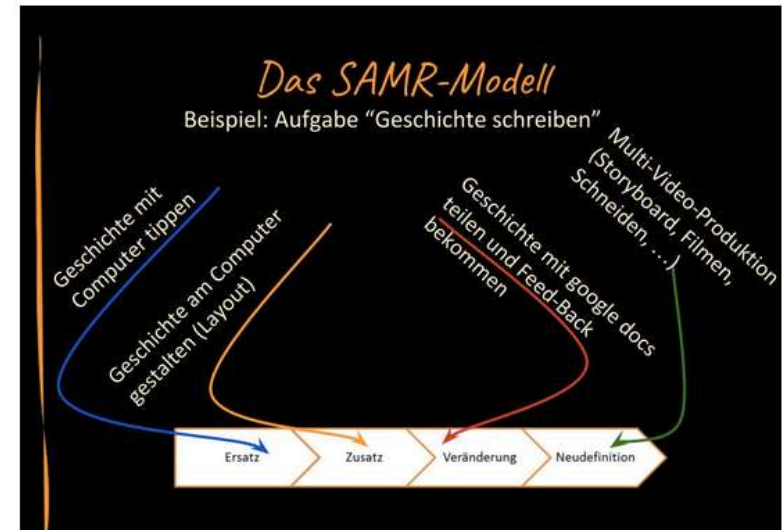 Das SAMR-Modell
Beispiel: Aufgabe “Geschichte schreiben”
Geschichte mit
Computer tippen
Geschichte am Computer
gestalten (Layout)
Geschichte mit google docs
teilen und Feed-Back
bekommen
Multi-Video-Produktion
(Storyboard, Filmen,
Schneiden, ...)
Ersatz
Zusatz
Veränderung
Neudefinition